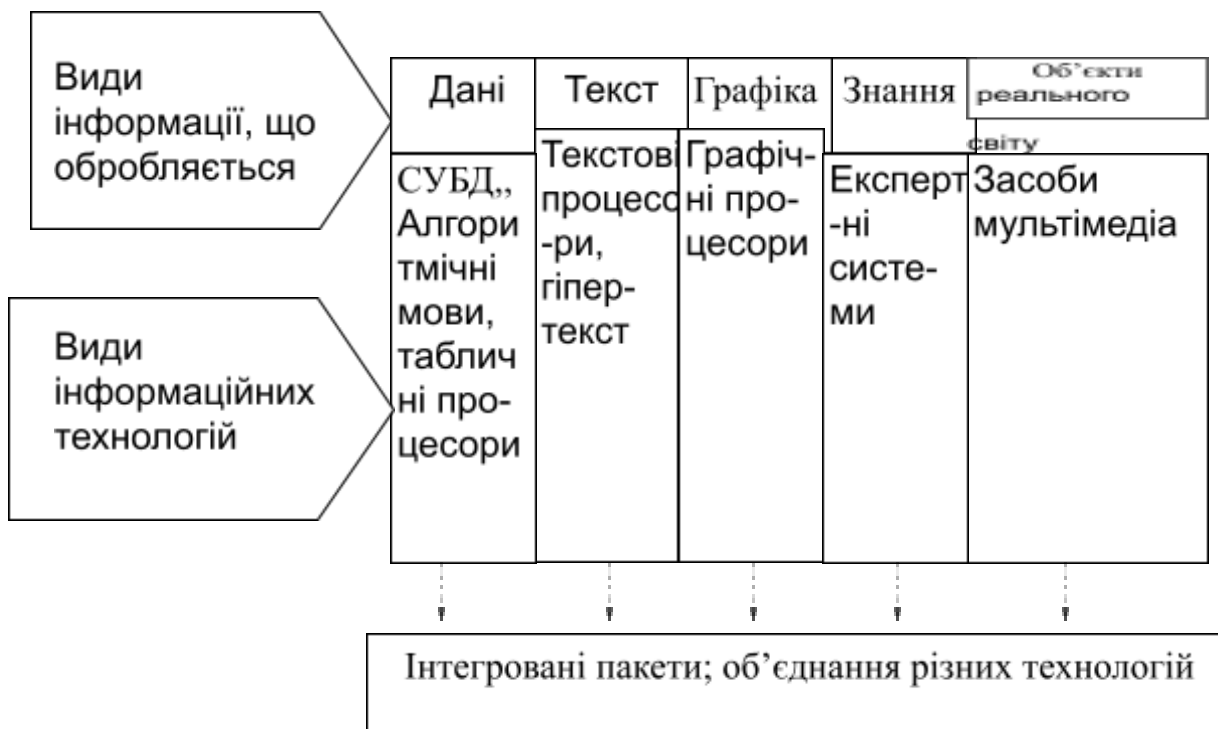 Види
інформації, що
обробляється
Дані
Текст
Графіка
Знання
Об’єкти
реального
світу
Види
інформаційних
технологій
СУБД,,
Алгори
тмічні
мови,
таблич
ні про-
цесори
Текстові
процесо
-ри,
гіпер-
текст
Графіч-
ні про-
цесори
Експерт
-ні
систе-
ми
Засоби
мультімедіа
Інтегровані пакети; об’єднання різних технологій